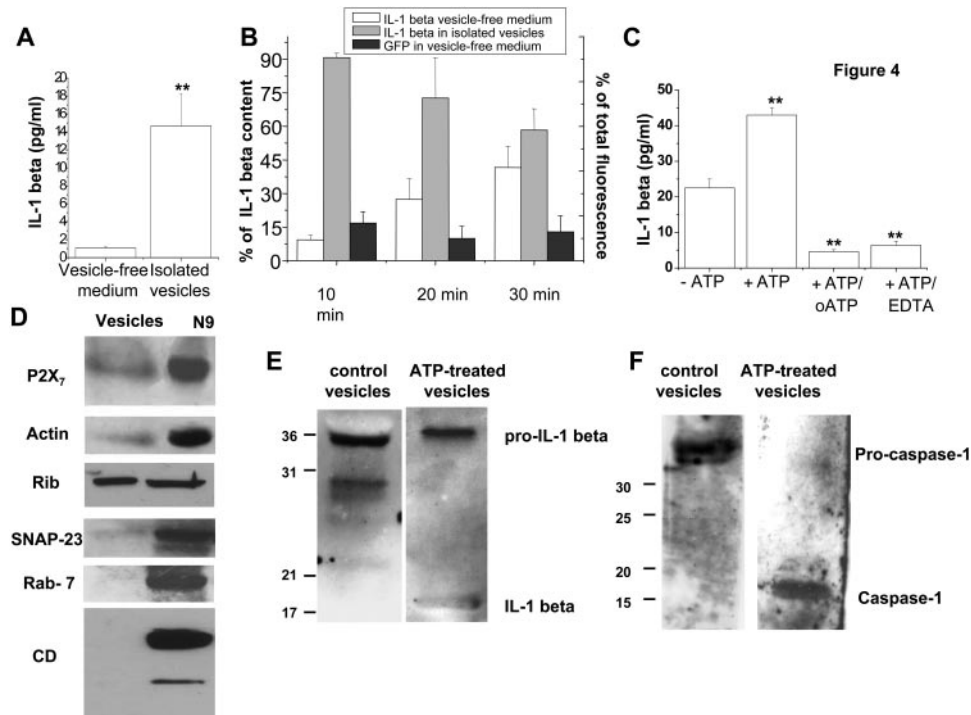 A
IL-1 beta (pg/ml)
20
18
16
14
12
10
8
6
4
2
0
**
Vesicle-free medium
Isolated vesicles
B
IL-1 beta vesicle-free medium
IL-1 beta in isolated vesicles
GFP in vesicle-free medium
% of IL-1 beta content
90
75
60
45
30
15
0
% of total fluorescence
10 min
20 min
30 min
C
Figure 4
IL-1 beta (pg/ml)
50
40
30
20
10
0
**
**
**
- ATP
+ ATP
+ ATP/ oATP
+ ATP/ EDTA
D
Vesicles N9
P2X7
Actin
Rib
SNAP-23
Rab- 7
CD
E
control vesicles
ATP-treated vesicles
36
31
21
17
pro-IL-1 beta
IL-1 beta
F
control vesicles
ATP-treated vesicles
30
25
20
15
Pro-caspase-1
Caspase-1